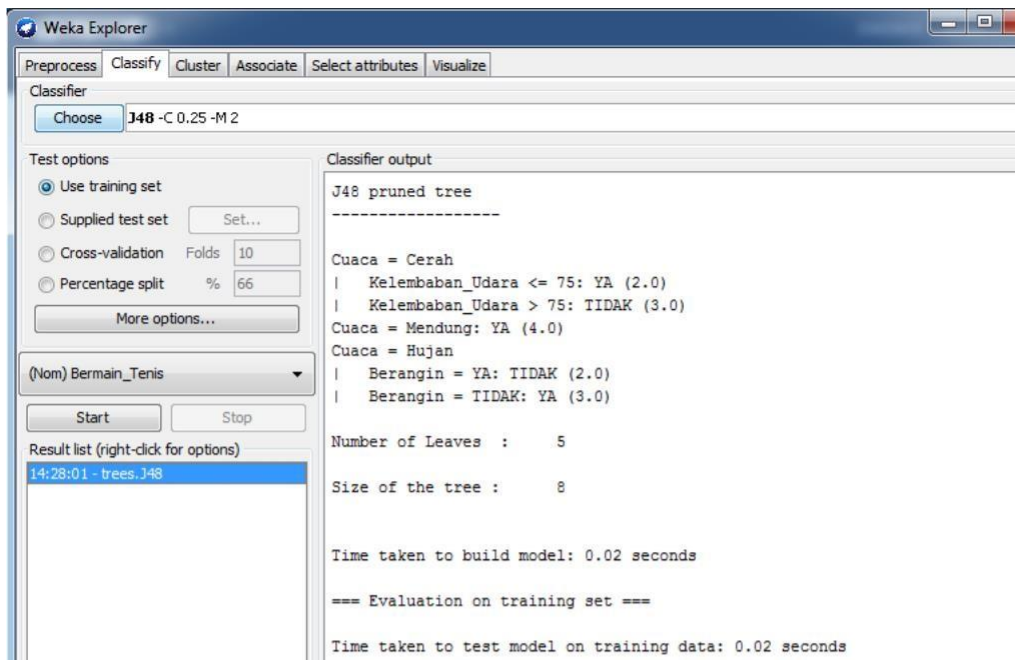 Weka Explorer
Preprocess Classify Cluster Associate Select attributes Visualize
Classifier
Choose J48 -C 0.25 -M 2
Test options
Use training set
Supplied test set Set...
Cross-validation Folds 10
Percentage split % 66
More options...
(Nom) Bermain_Tenis
Start Stop
Result list (right-click for options)
14:28:01 - trees.J48
Classifier output
J48 pruned tree
------------------
Cuaca = Cerah
|   Kelembaban_Udara <= 75: YA (2.0)
|   Kelembaban_Udara > 75: TIDAK (3.0)
Cuaca = Mendung: YA (4.0)
Cuaca = Hujan
|   Berangin = YA: TIDAK (2.0)
|   Berangin = TIDAK: YA (3.0)
Number of Leaves  :     5
Size of the tree :      8
Time taken to build model: 0.02 seconds
=== Evaluation on training set ===
Time taken to test model on training data: 0.02 seconds